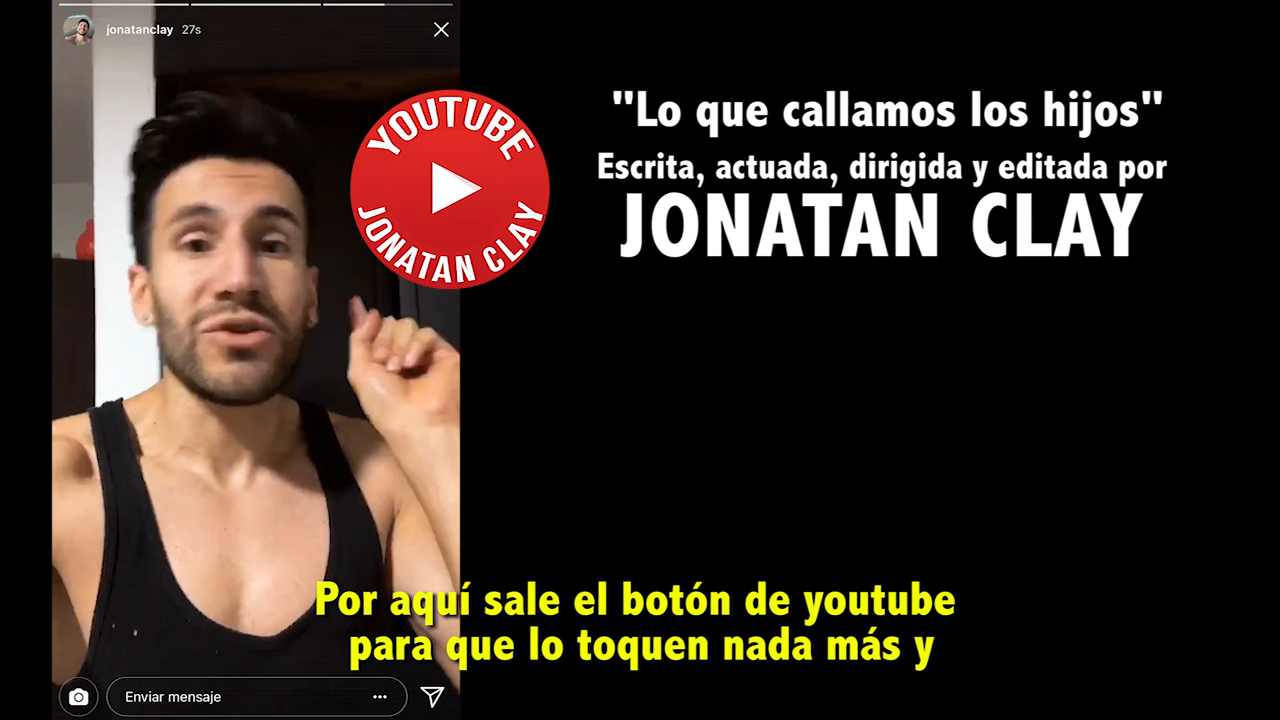 jonatanclay 27s
YOUTUBE
JONATAN CLAY
"Lo que callamos los hijos"
Escrita, actuada, dirigida y editada por
JONATAN CLAY
Por aquí sale el botón de youtube
para que lo toquen nada más y
Enviar mensaje